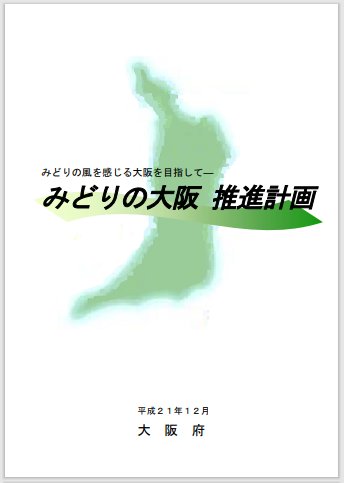 みどりの風を感じる大阪を目指して―
みどりの大阪 推進計画
平成２１年１２月
大 阪 府